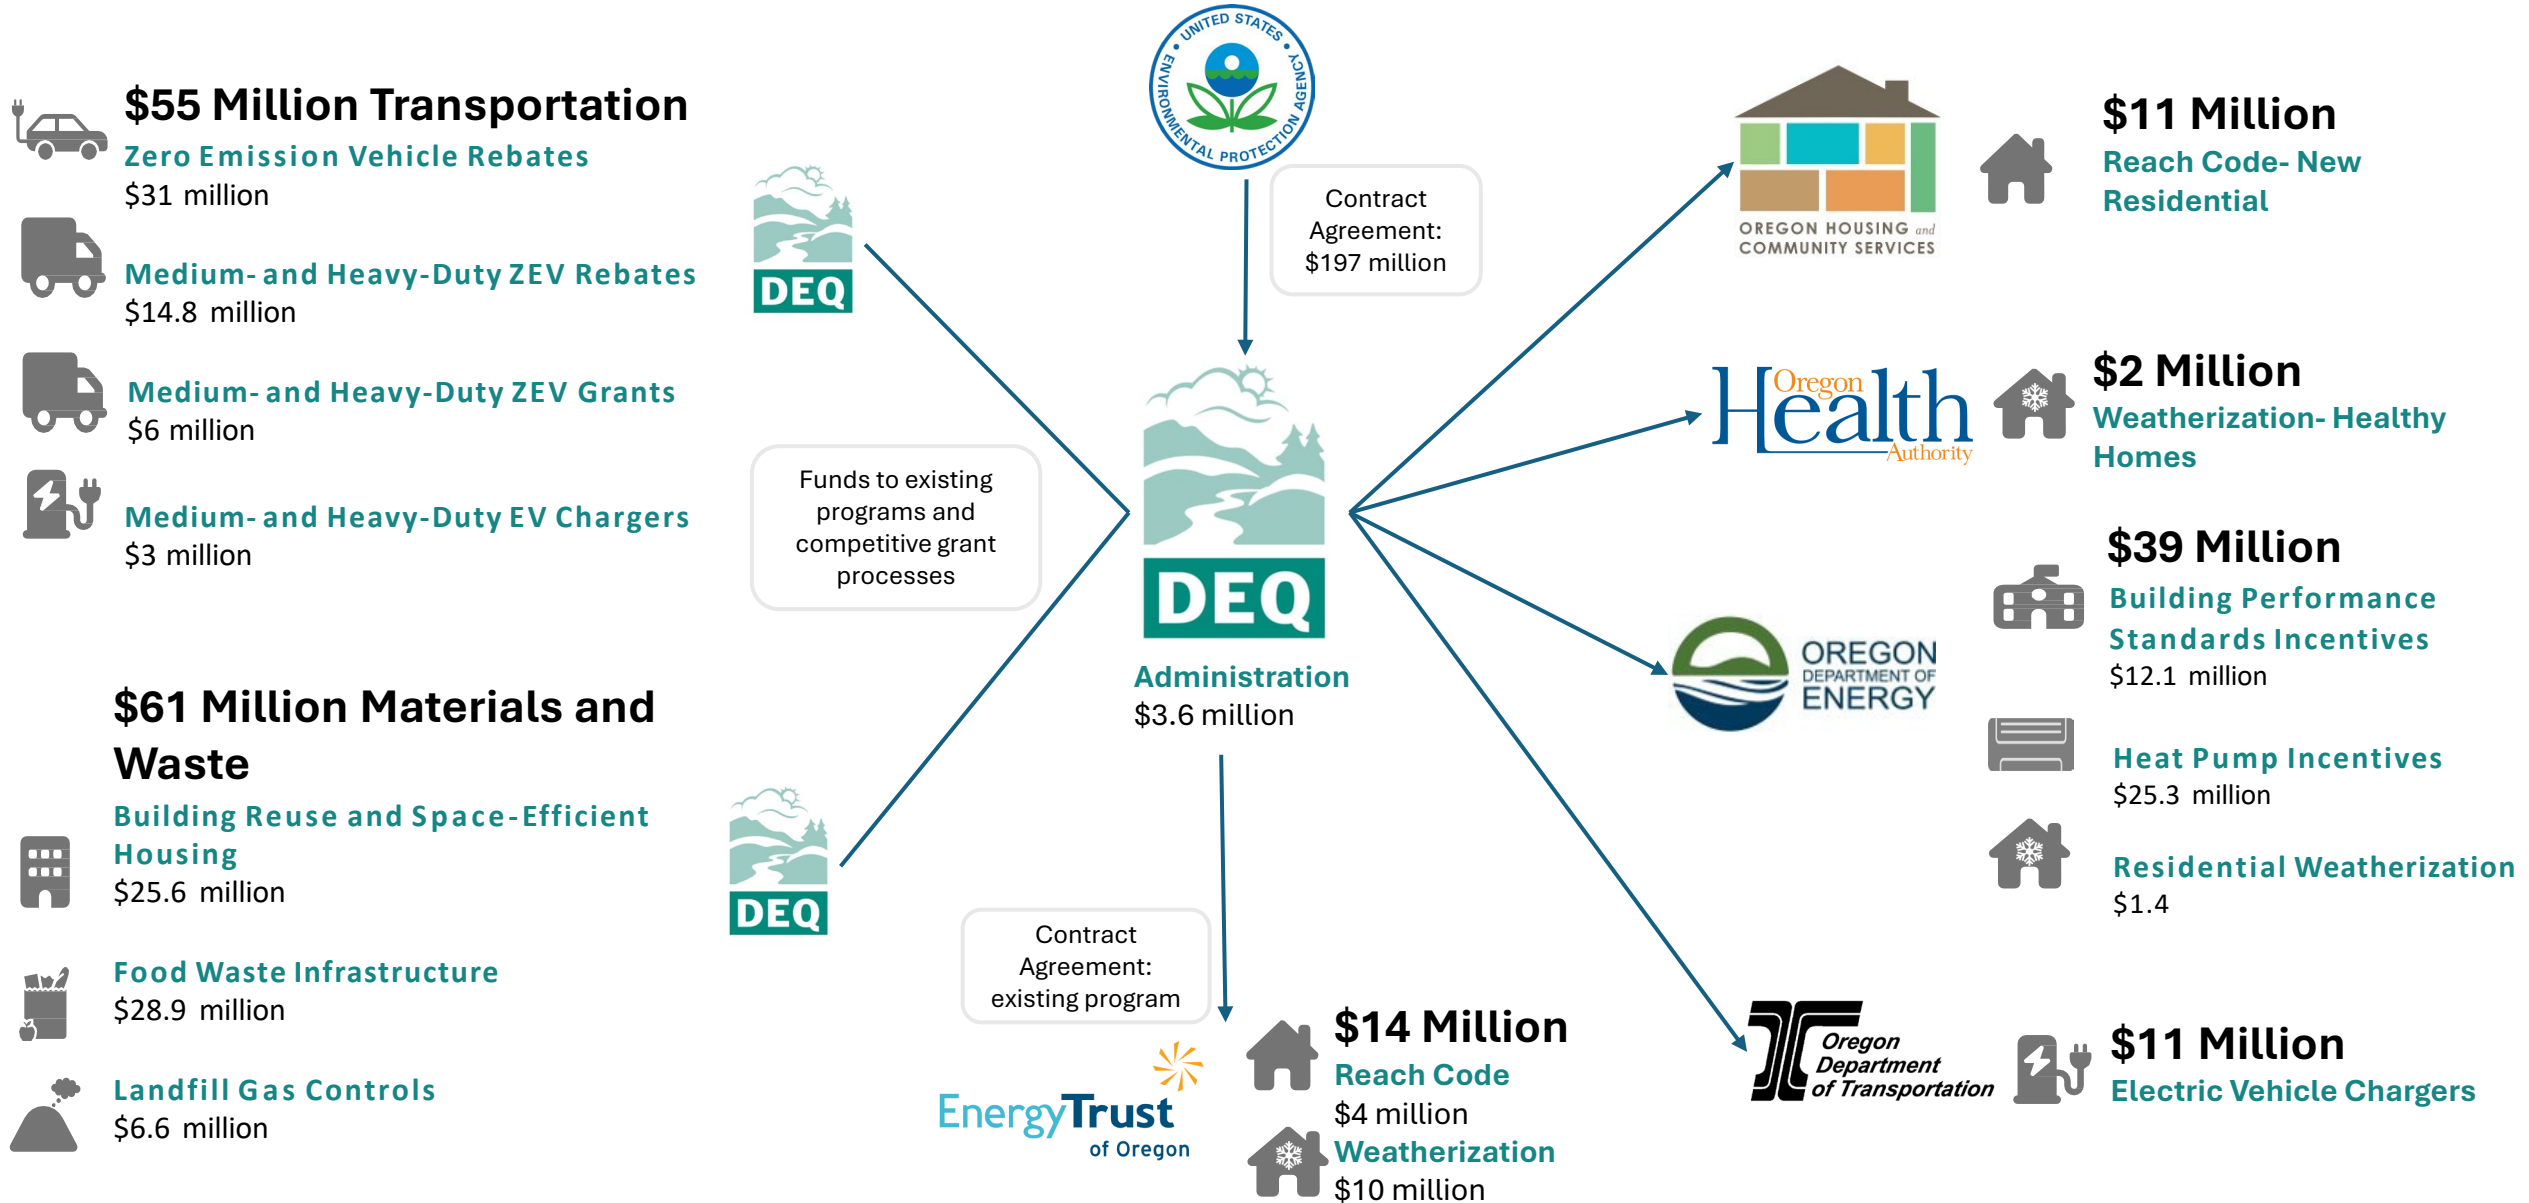 $55 Million Transportation
Zero Emission Vehicle Rebates
$31 million
Medium- and Heavy-Duty ZEV Rebates
$14.8 million
Medium- and Heavy-Duty ZEV Grants
$6 million
Medium- and Heavy-Duty EV Chargers
$3 million
DEQ
$61 Million Materials and
Waste
Building Reuse and Space-Efficient
Housing
$25.6 million
Food Waste Infrastructure
$28.9 million
Landfill Gas Controls
$6.6 million
DEQ
Funds to existing
programs and
competitive grant
processes
UNITED STATES
ENVIRONMENTAL PROTECTION AGENCY
Contract
Agreement:
$197 million
DEQ
Administration
$3.6 million
Contract
Agreement:
existing program
EnergyTrust
of Oregon
$14 Million
Reach Code
$4 million
Weatherization
$10 million
OREGON HOUSING and
COMMUNITY SERVICES
$11 Million
Reach Code- New
Residential
Oregon
Health
Authority
$2 Million
Weatherization- Healthy
Homes
OREGON
DEPARTMENT OF
ENERGY
$39 Million
Building Performance
Standards Incentives
$12.1 million
Heat Pump Incentives
$25.3 million
Residential Weatherization
$1.4
Oregon
Department
of Transportation
$11 Million
Electric Vehicle Chargers